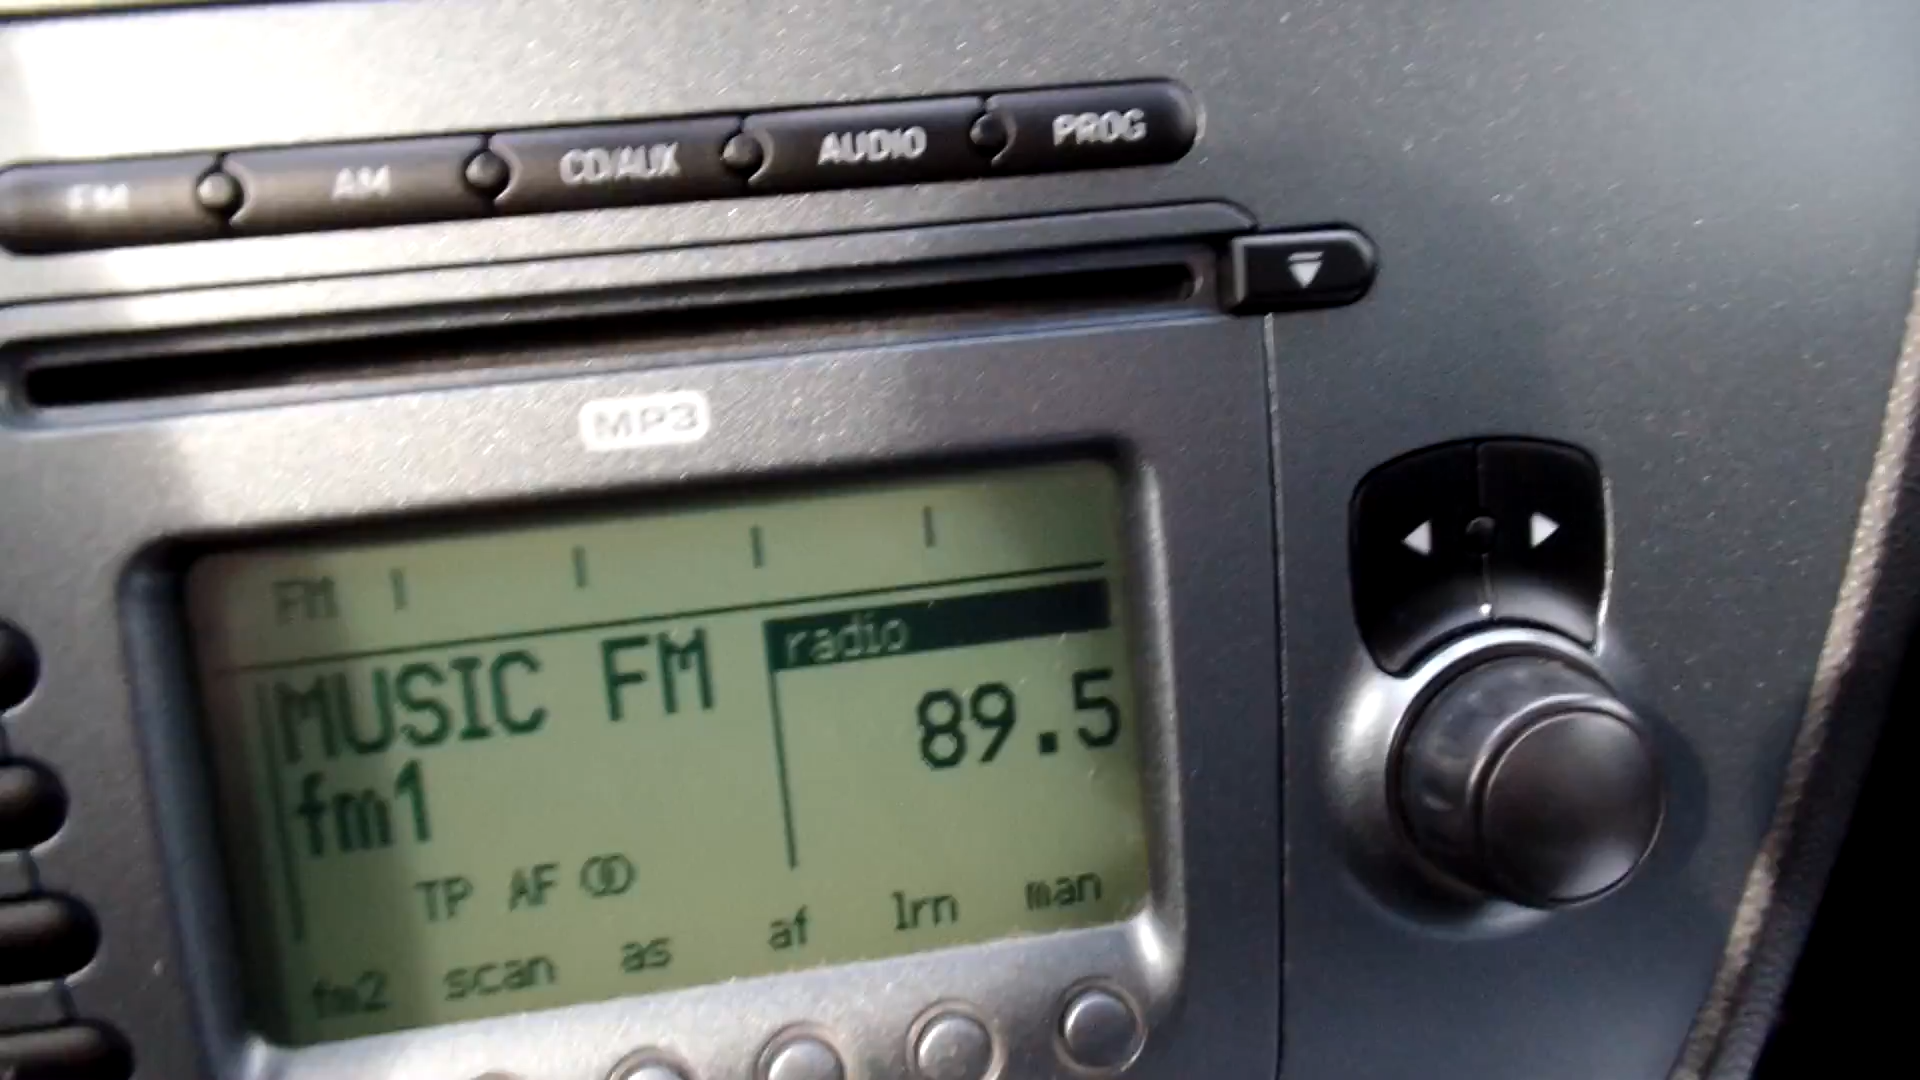 FM AM CD/AUX AUDIO PROG
MP3
FM
MUSIC FM
radio
fm1
89.5
TP AF
fm2 scan as af lrn man